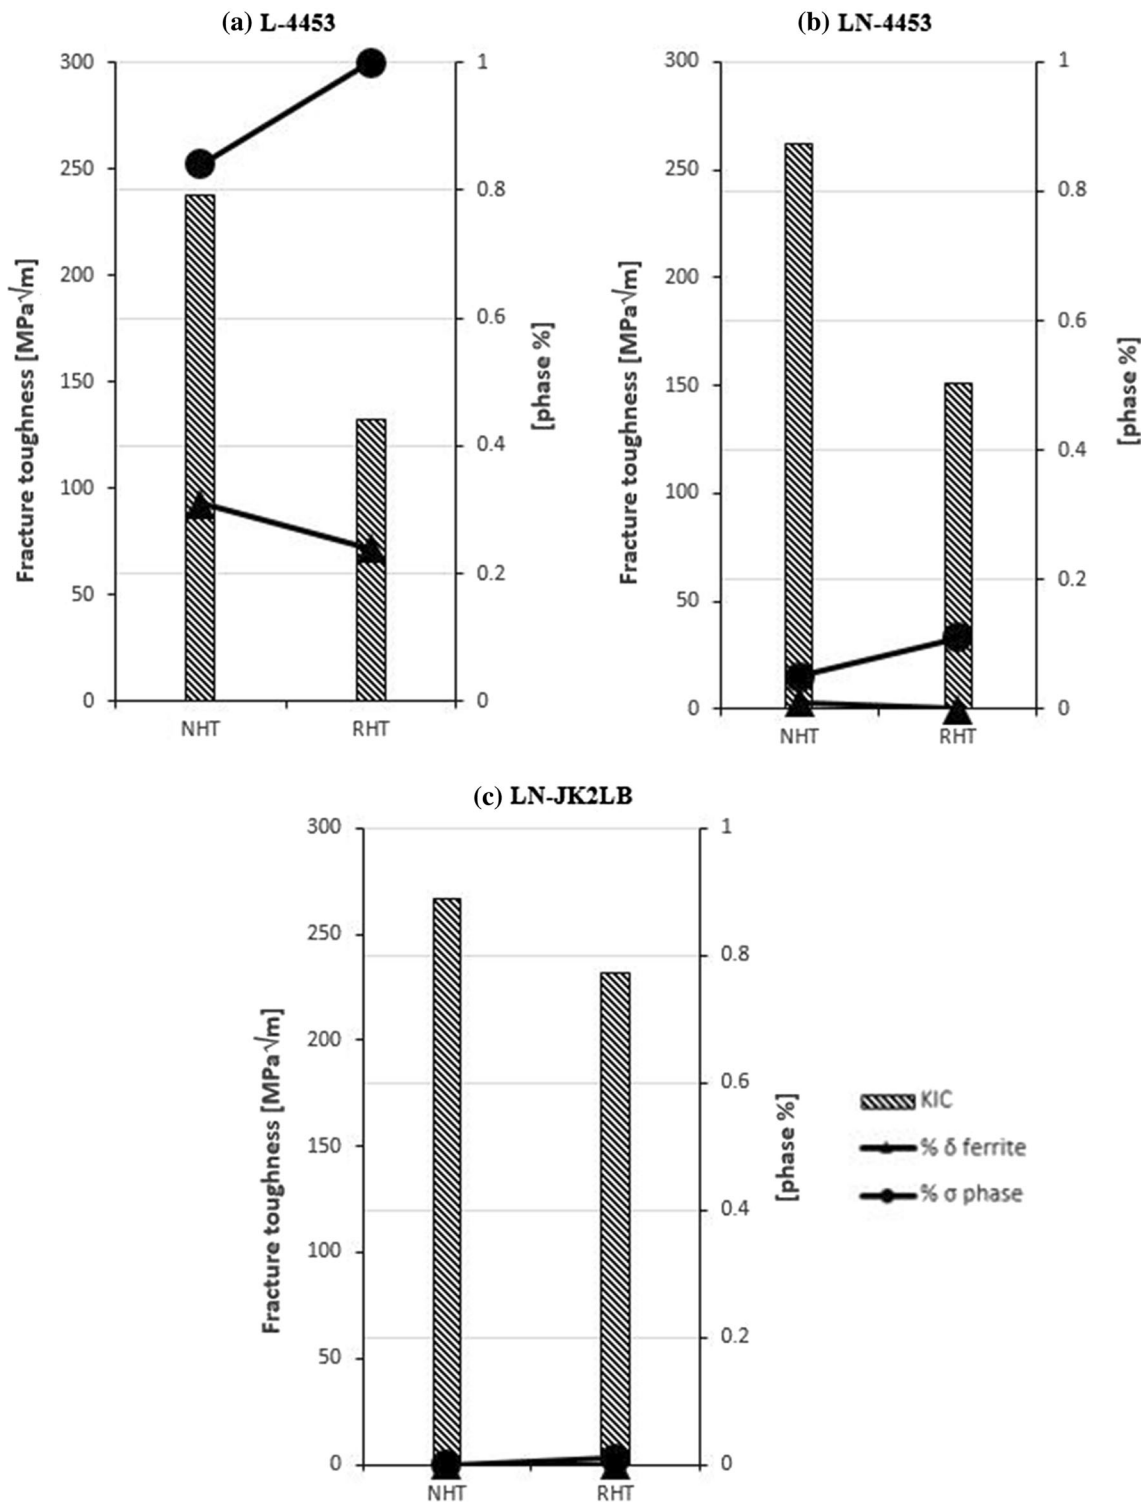 (a) L-4453
300
250
200
150
100
50
0
Fracture toughness [MPa√m]
1
0.8
0.6
0.4
0.2
0
[phase %]
NHT RHT
(b) LN-4453
300
250
200
150
100
50
0
Fracture toughness [MPa√m]
1
0.8
0.6
0.4
0.2
0
[phase %]
NHT RHT
(c) LN-JK2LB
300
250
200
150
100
50
0
Fracture toughness [MPa√m]
1
0.8
0.6
0.4
0.2
0
[phase %]
NHT RHT
KIC
% δ ferrite
% σ phase